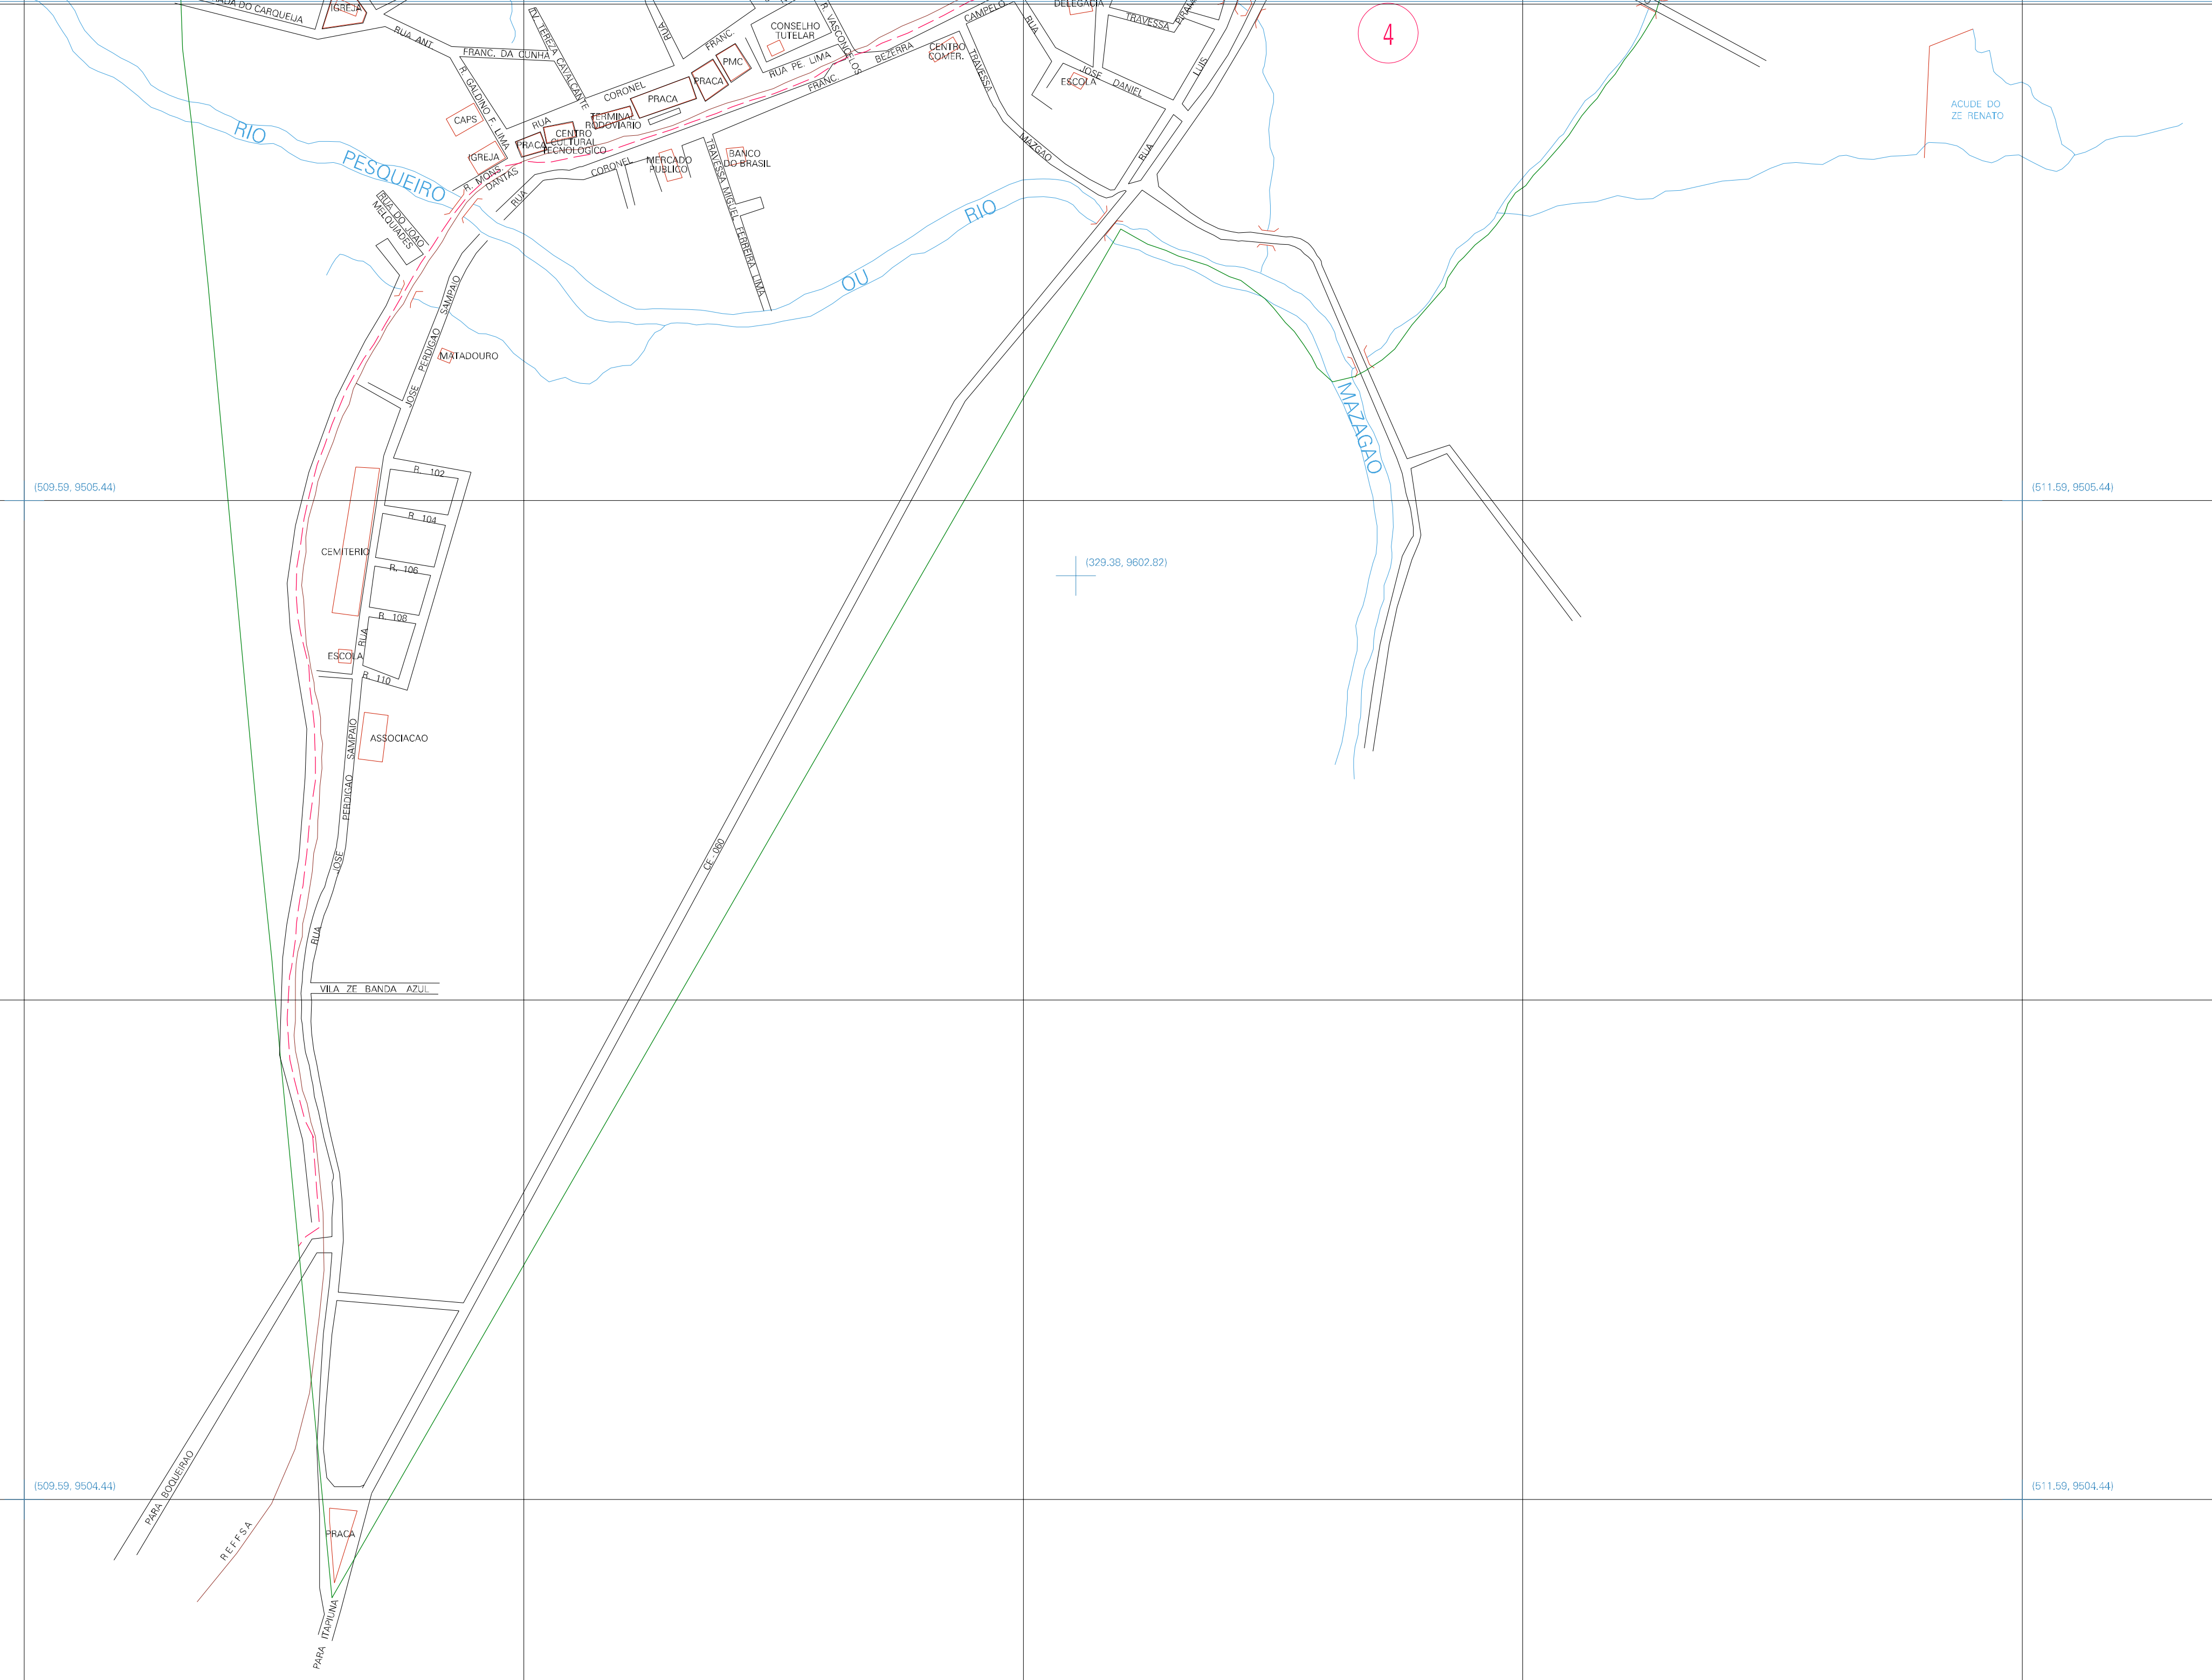 IGREJA
DO CARQUEJA
RUA ANT.
FRANC. DA CUNHA
TV. TEREZA CAVALCANTE
RUA
FRANC.
CONSELHO
TUTELAR
R. VASCONCELOS
CAMPELO
RUA
DELEGACIA
TRAVESSA
4
PMC
RUA PE. LIMA
BEZERRA
CENTRO
COMER.
TRAVESSA
JOSE DANIEL
LUIS
ESCOLA
FRANC.
PRACA
CORONEL
PRACA
R. GALDINO F. LIMA
CAPS
RUA
TERMINAL
RODOVIARIO
CENTRO
CULTURAL
TECNOLOGICO
PRACA
IGREJA
R. MONS.
DANTAS
RUA
CORONEL
MERCADO
PUBLICO
BANCO
DO BRASIL
TRAVESSA MIGUEL FERREIRA LIMA
MAZGAO
RUA
ACUDE DO
ZE RENATO
RIO
PESQUEIRO
OU
RIO
MAZAGAO
RUA DO JOAO
MELQUIADES
JOSE PERDIGAO SAMPAIO
MATADOURO
R. 102
(509.59, 9505.44)
(511.59, 9505.44)
R. 104
CEMITERIO
R. 106
(329.38, 9602.82)
R. 108
RUA
ESCOLA
R. 110
ASSOCIACAO
RUA JOSE PERDIGAO SAMPAIO
CE - 060
VILA ZE BANDA AZUL
(509.59, 9504.44)
(511.59, 9504.44)
PARA BOQUEIRAO
REFFSA
PRACA
PARA ITAPIUNA